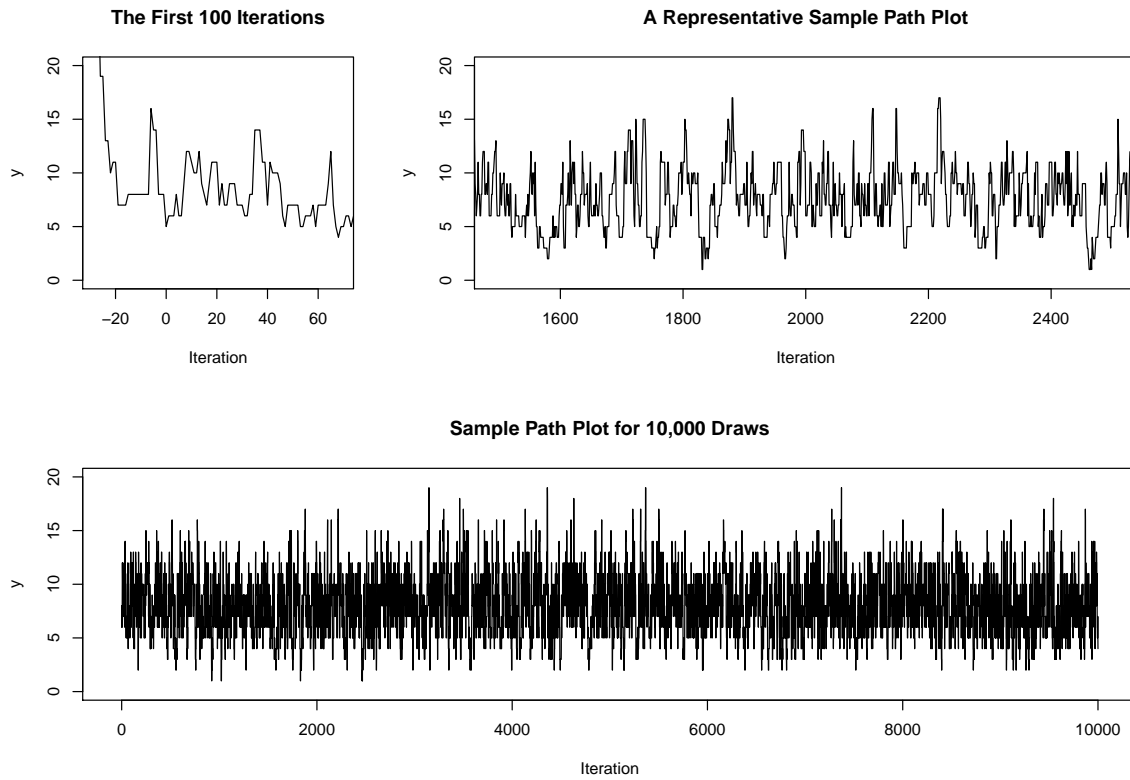 The First 100 Iterations
20
15
10
5
0
y
−20 0 20 40 60
Iteration
A Representative Sample Path Plot
20
15
10
5
0
y
1600 1800 2000 2200 2400
Iteration
Sample Path Plot for 10,000 Draws
20
15
10
5
0
y
0 2000 4000 6000 8000 10000
Iteration